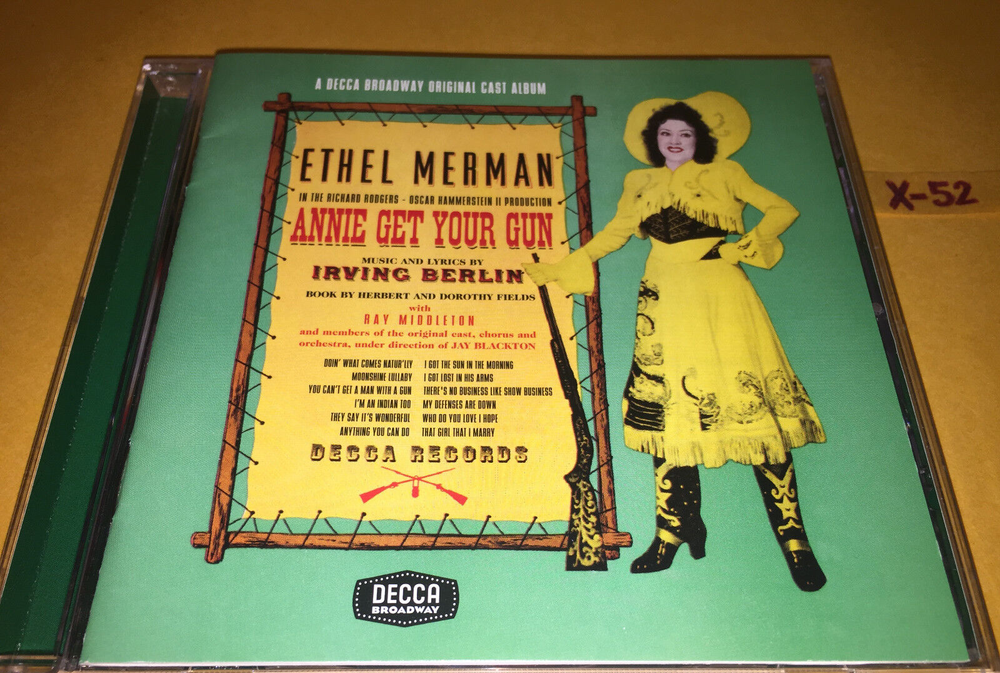 A DECCA BROADWAY ORIGINAL CAST ALBUM
ETHEL MERMAN
IN THE RICHARD RODGERS - OSCAR HAMMERSTEIN II PRODUCTION
ANNIE GET YOUR GUN
MUSIC AND LYRICS BY
IRVING BERLIN
BOOK BY HERBERT AND DOROTHY FIELDS
with
RAY MIDDLETON
and members of the original cast, chorus and
orchestra, under direction of JAY BLACKTON
DOIN' WHAT COMES NATUR'LLY
MOONSHINE LULLABY
YOU CAN'T GET A MAN WITH A GUN
I'M AN INDIAN TOO
THEY SAY IT'S WONDERFUL
ANYTHING YOU CAN DO
I GOT THE SUN IN THE MORNING
I GOT LOST IN HIS ARMS
THERE'S NO BUSINESS LIKE SHOW BUSINESS
MY DEFENSES ARE DOWN
WHO DO YOU LOVE I HOPE
THAT GIRL THAT I MARRY
DECCA RECORDS
DECCA
BROADWAY
X-52